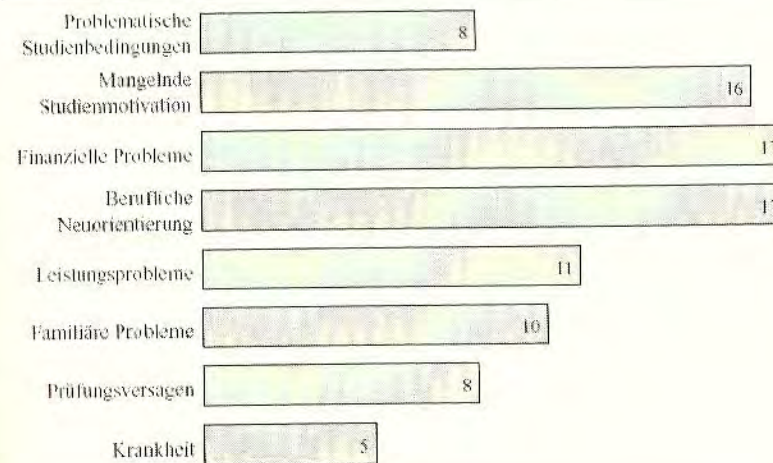 Problematische
Studienbedingungen
8
Mangelnde
Studienmotivation
16
Finanzielle Probleme
Berufliche
Neuorientierung
Leistungsprobleme
11
Familiäre Probleme
10
Prüfungsversagen
8
Krankheit
5